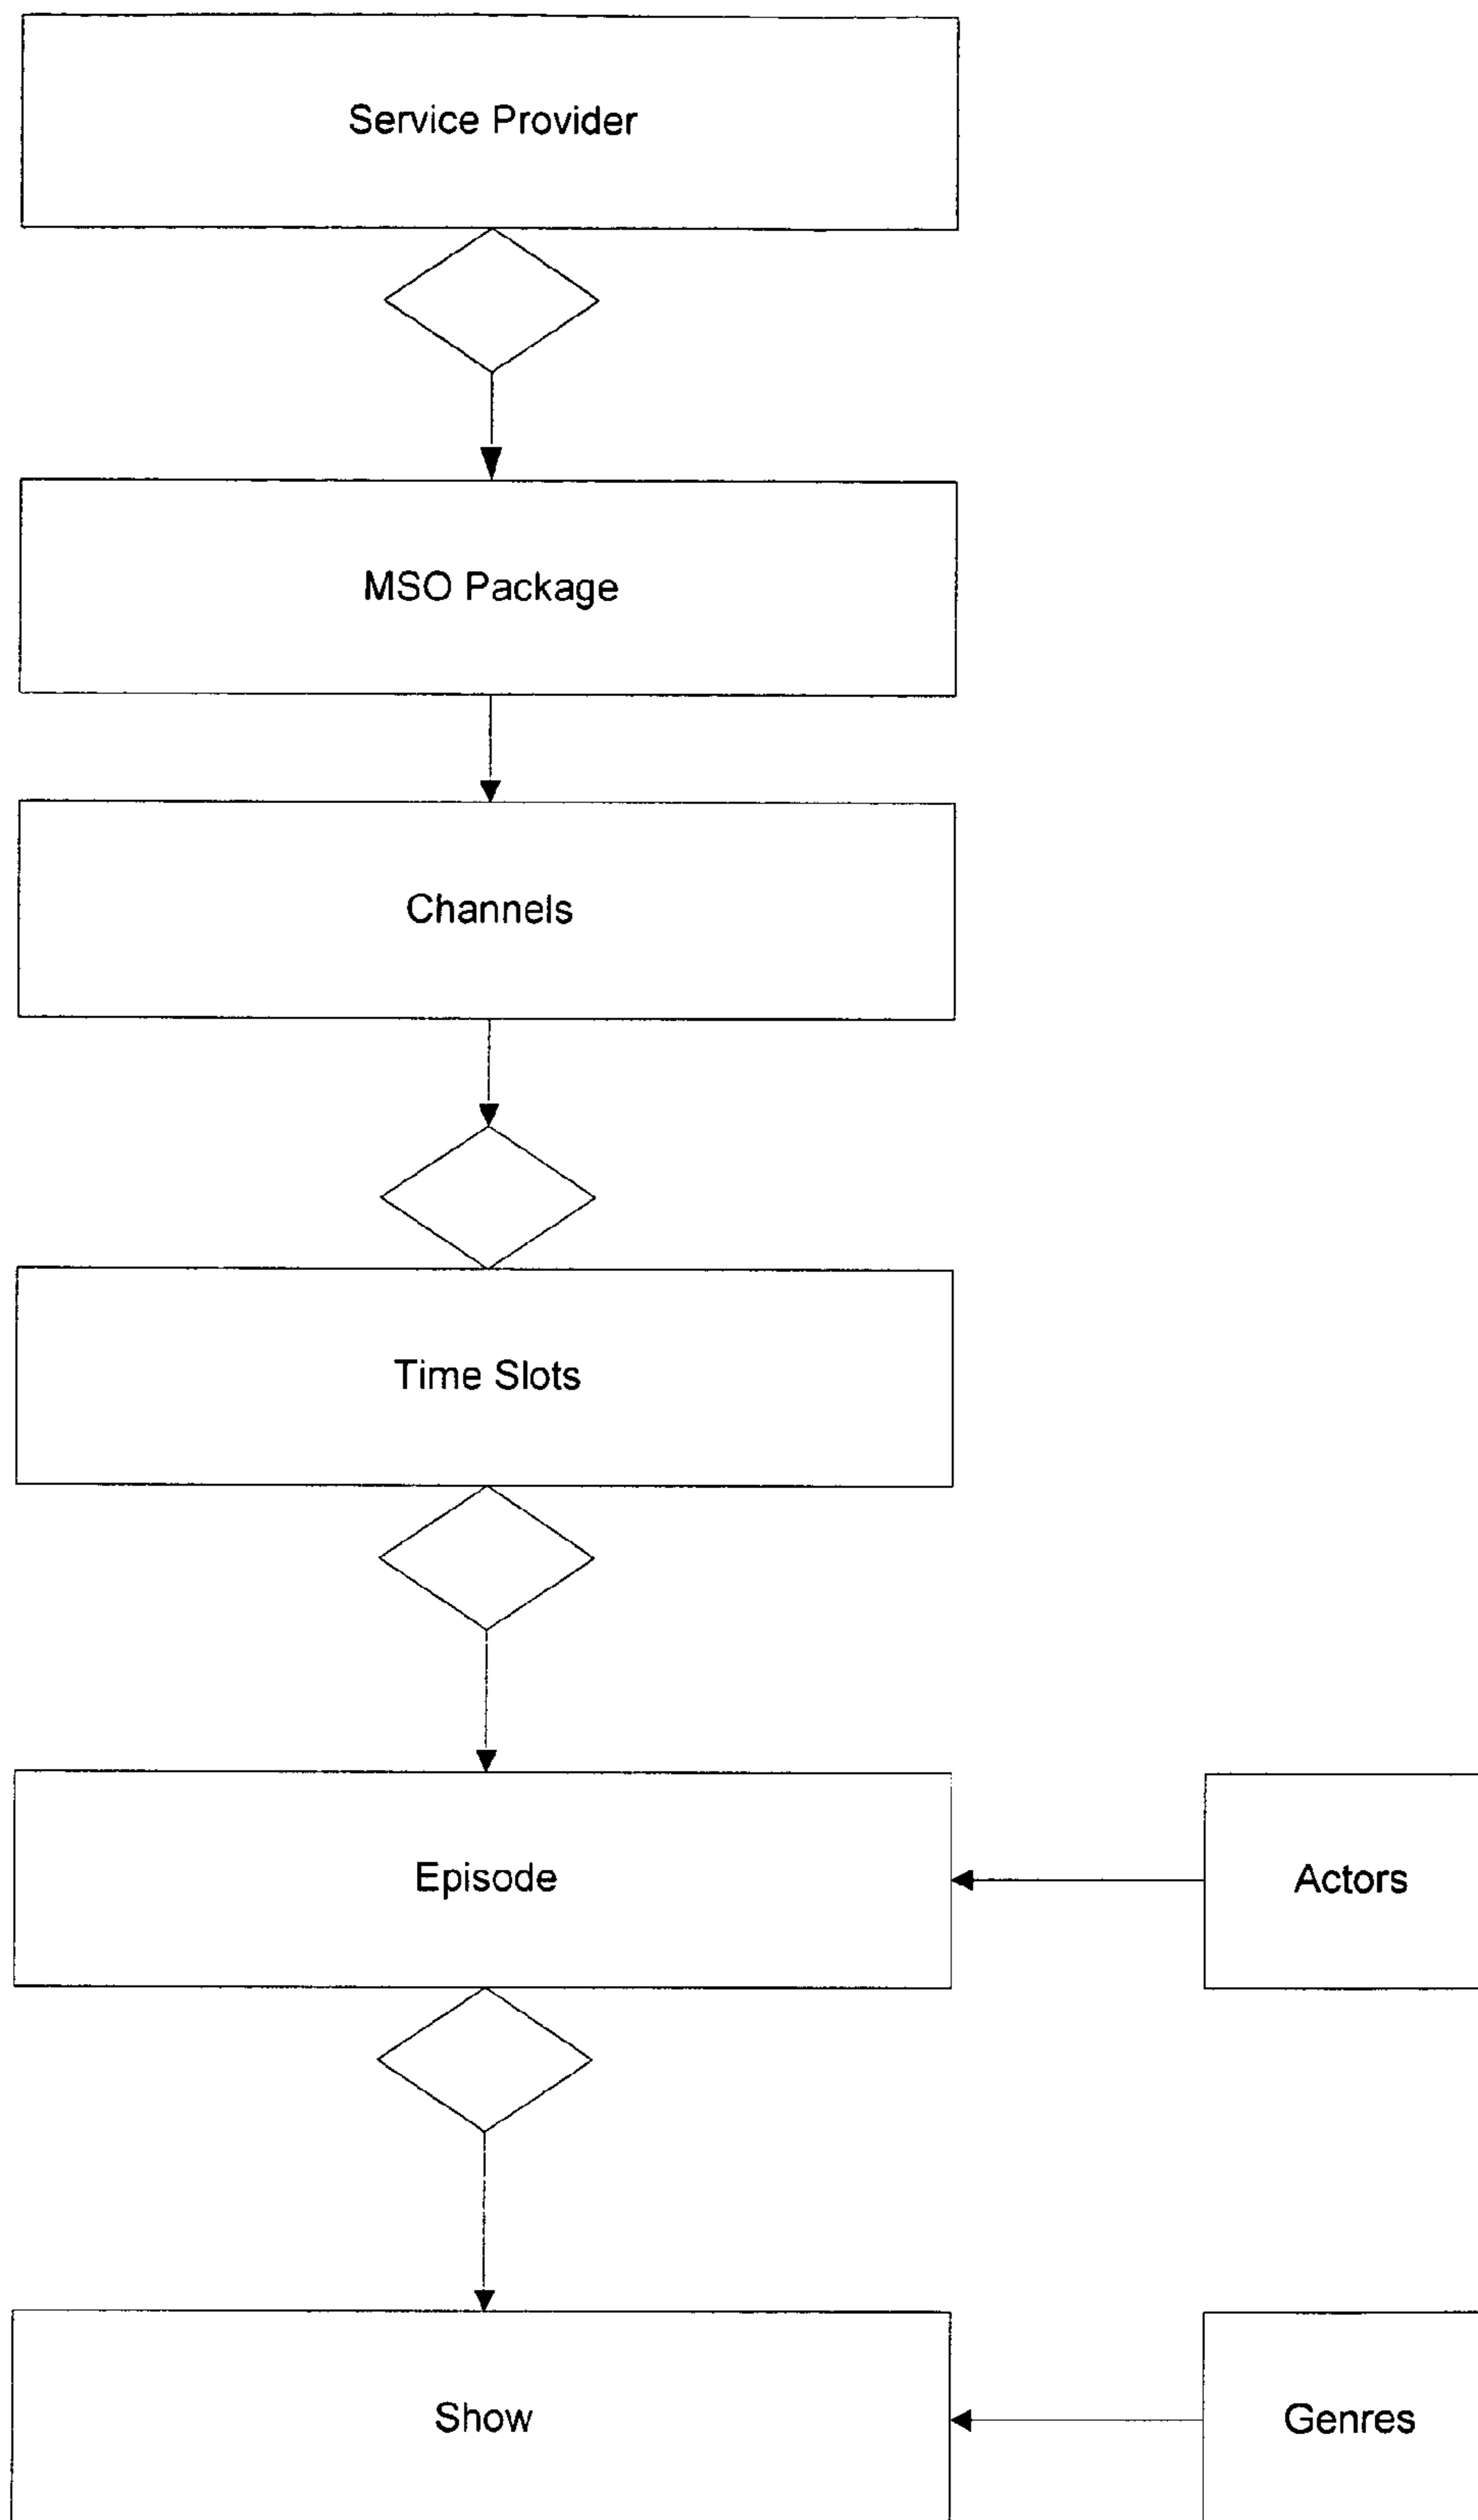 Service Provider
MSO Package
Channels
Time Slots
Episode
Actors
Show
Genres